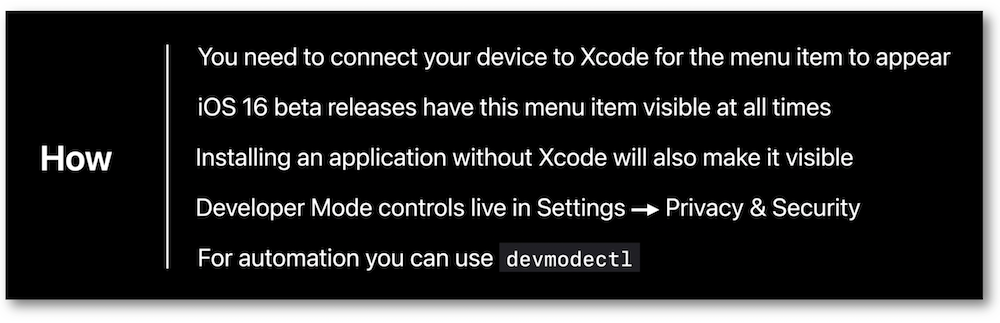 How
You need to connect your device to Xcode for the menu item to appear
iOS 16 beta releases have this menu item visible at all times
Installing an application without Xcode will also make it visible
Developer Mode controls live in Settings → Privacy & Security
For automation you can use devmodectl